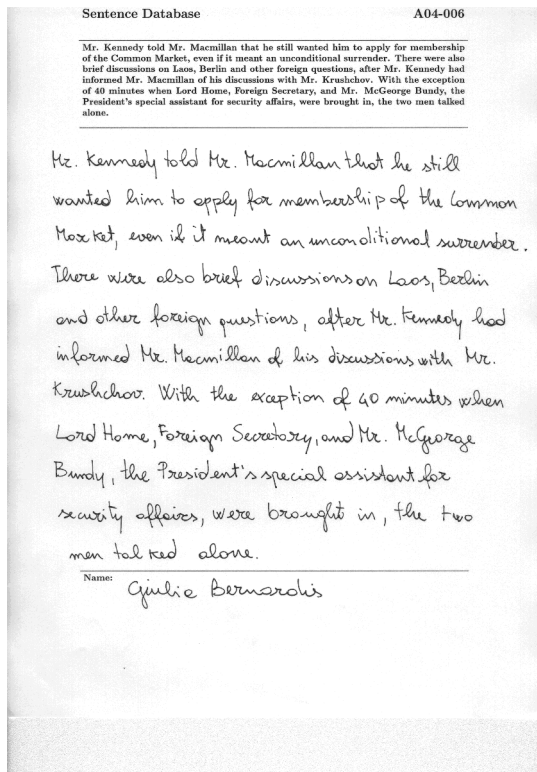 Sentence Database A04-006
Mr. Kennedy told Mr. Macmillan that he still wanted him to apply for membership
of the Common Market, even if it meant an unconditional surrender. There were also
brief discussions on Laos, Berlin and other foreign questions, after Mr. Kennedy had
informed Mr. Macmillan of his discussions with Mr. Krushchov. With the exception
of 40 minutes when Lord Home, Foreign Secretary, and Mr. McGeorge Bundy, the
President's special assistant for security affairs, were brought in, the two men talked
alone.
Mr. Kennedy told Mr. Macmillan that he still
wanted him to apply for membership of the Common
Market, even if it meant an unconditional surrender.
There were also brief discussions on Laos, Berlin
and other foreign questions, after Mr. Kennedy had
informed Mr. Macmillan of his discussions with Mr.
Krushchov. With the exception of 40 minutes when
Lord Home, Foreign Secretary, and Mr. McGeorge
Bundy, the President's special assistant for
security affairs, were brought in, the two
men talked alone.
Name: Giulia Bernardis